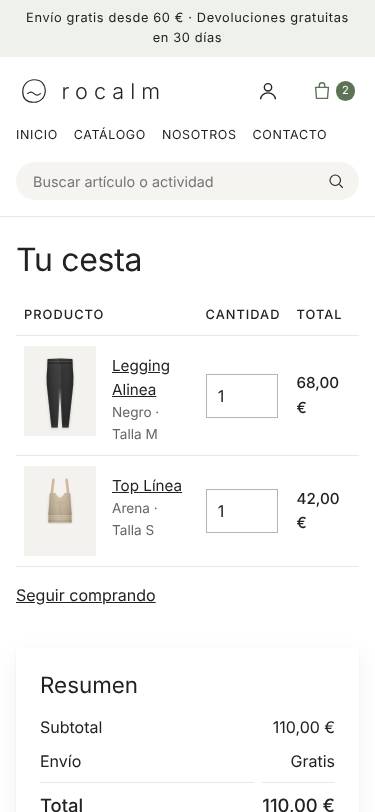 Envío gratis desde 60 € · Devoluciones gratuitas
en 30 días
rocalm
2
INICIO CATÁLOGO NOSOTROS CONTACTO
Buscar artículo o actividad
Tu cesta
PRODUCTO CANTIDAD TOTAL
Legging
Alinea
Negro ·
Talla M
1
68,00
€
Top Línea
Arena ·
Talla S
1
42,00
€
Seguir comprando
Resumen
Subtotal 110,00 €
Envío Gratis
Total 110,00 €